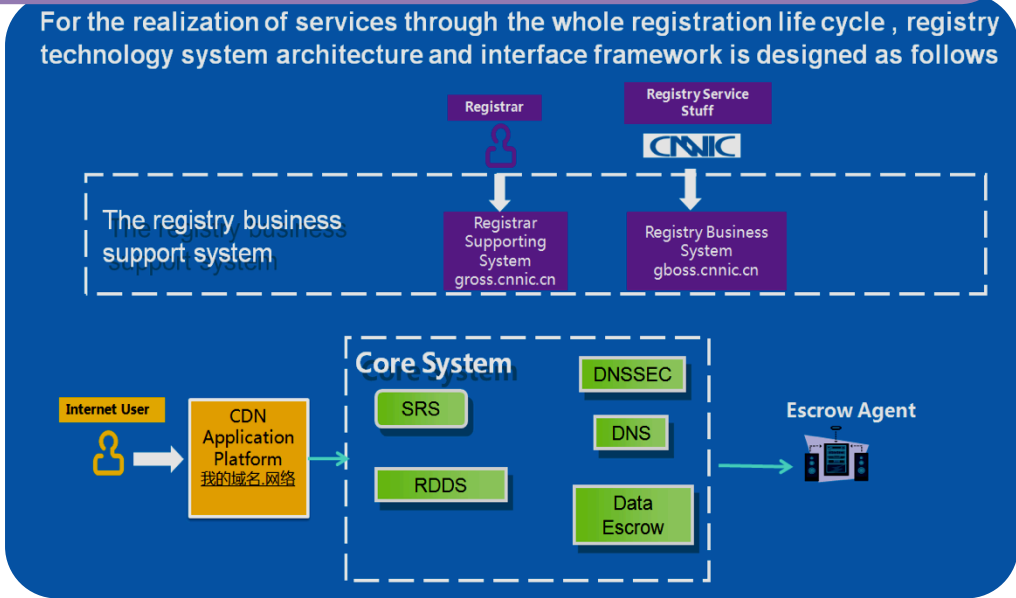 For the realization of services through the whole registration life cycle , registry
technology system architecture and interface framework is designed as follows
Registrar
Registry Service
Stuff
CNNIC
The registry business
support system
Registrar
Supporting
System
gross.cnnic.cn
Registry Business
System
gboss.cnnic.cn
Core System
SRS
RDDS
DNSSEC
DNS
Data
Escrow
Internet User
CDN
Application
Platform
我的域名.网络
Escrow Agent